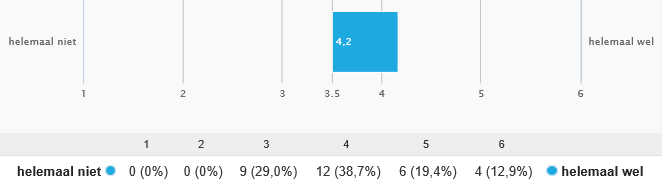 4,2
helemaal niet helemaal wel
1 2 3 3.5 4 5 6
1 2 3 4 5 6
helemaal niet 0 (0%) 0 (0%) 9 (29,0%) 12 (38,7%) 6 (19,4%) 4 (12,9%) helemaal wel